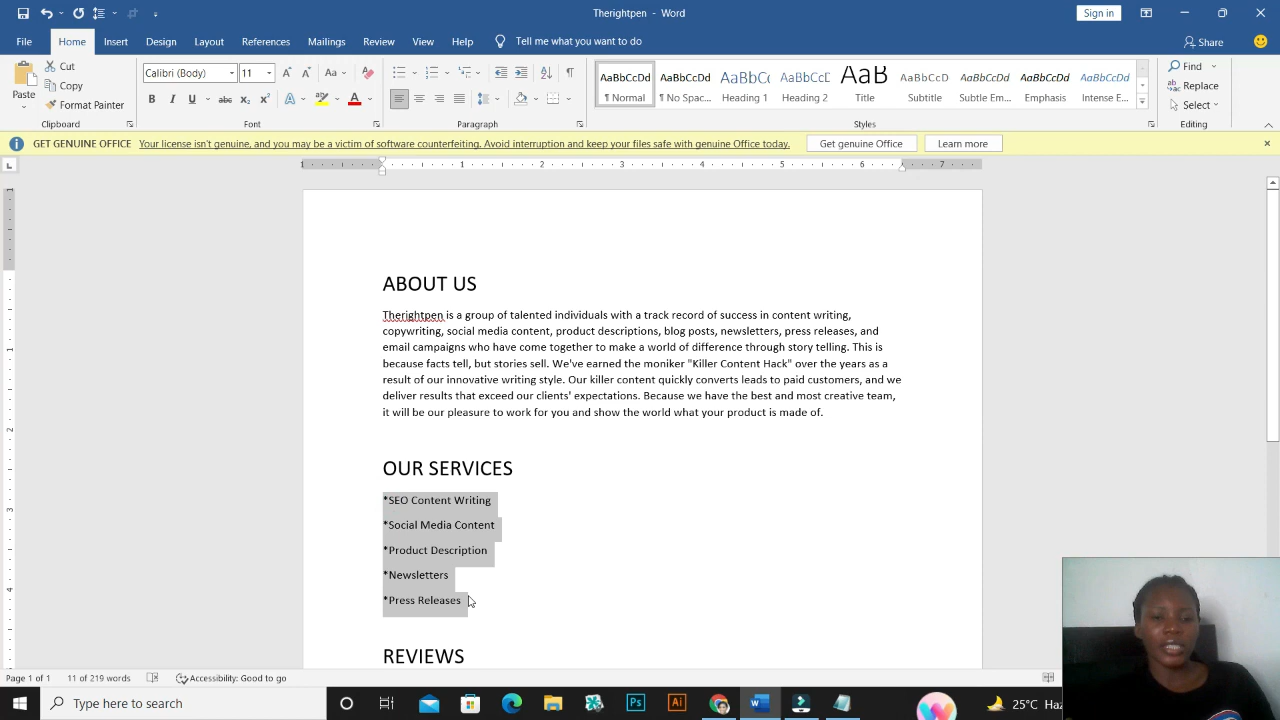 Therightpen - Word
Sign in
File Home Insert Design Layout References Mailings Review View Help Tell me what you want to do Share
Paste Cut Copy Format Painter
Calibri (Body) 11
AaBbCcDd AaBbCcDd AaBbCc AaBbCcD AaB AaBbCcD AaBbCcDd AaBbCcDd AaBbCcDd
¶ Normal ¶ No Spac... Heading 1 Heading 2 Title Subtitle Subtle Em... Emphasis Intense E...
Find Replace Select
Clipboard Font Paragraph Styles Editing
GET GENUINE OFFICE Your license isn't genuine, and you may be a victim of software counterfeiting. Avoid interruption and keep your files safe with genuine Office today. Get genuine Office Learn more
1 1 2 3 4 5 6 7
ABOUT US
Therightpen is a group of talented individuals with a track record of success in content writing,
copywriting, social media content, product descriptions, blog posts, newsletters, press releases, and
email campaigns who have come together to make a world of difference through story telling. This is
because facts tell, but stories sell. We've earned the moniker "Killer Content Hack" over the years as a
result of our innovative writing style. Our killer content quickly converts leads to paid customers, and we
deliver results that exceed our clients' expectations. Because we have the best and most creative team,
it will be our pleasure to work for you and show the world what your product is made of.
OUR SERVICES
*SEO Content Writing
*Social Media Content
*Product Description
*Newsletters
*Press Releases
REVIEWS
Page 1 of 1 11 of 219 words Accessibility: Good to go
Type here to search
25°C Haz